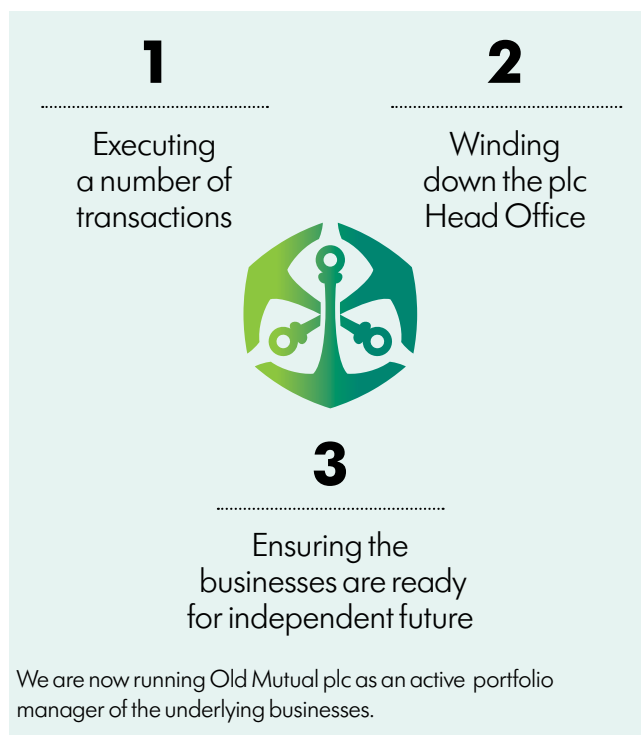 1
Executing
a number of
transactions
2
Winding
down the plc
Head Office
3
Ensuring the
businesses are ready
for independent future
We are now running Old Mutual plc as an active portfolio
manager of the underlying businesses.